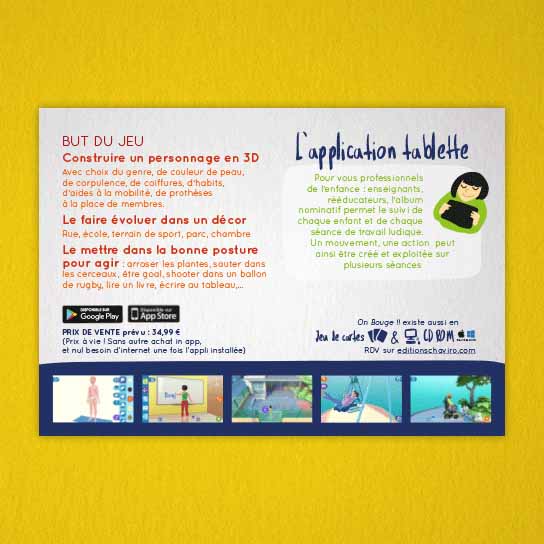 BUT DU JEU
Construire un personnage en 3D
Avec choix du genre, de couleur de peau,
de corpulence, de coiffures, d'habits,
d'aides à la mobilité, de prothèses
à la place de membres.
Le faire évoluer dans un décor
Rue, école, terrain de sport, parc, chambre
Le mettre dans la bonne posture
pour agir : arroser les plantes, sauter dans
les cerceaux, être goal, shooter dans un ballon
de rugby, lire un livre, écrire au tableau,...
DISPONIBLE SUR
Google Play
Disponible sur
App Store
PRIX DE VENTE prévu : 34,99 €
(Prix à vie ! Sans autre achat in app,
et nul besoin d'internet une fois l'appli installée)
L'application tablette
Pour vous professionnels
de l'enfance : enseignants,
rééducateurs, l'album
nominatif permet le suivi de
chaque enfant et de chaque
séance de travail ludique.
Un mouvement, une action peut
ainsi être créé et exploitée sur
plusieurs séances
On Bouge !! existe aussi en
Jeu de cartes & CD ROM
RDV sur editionschaviro.com